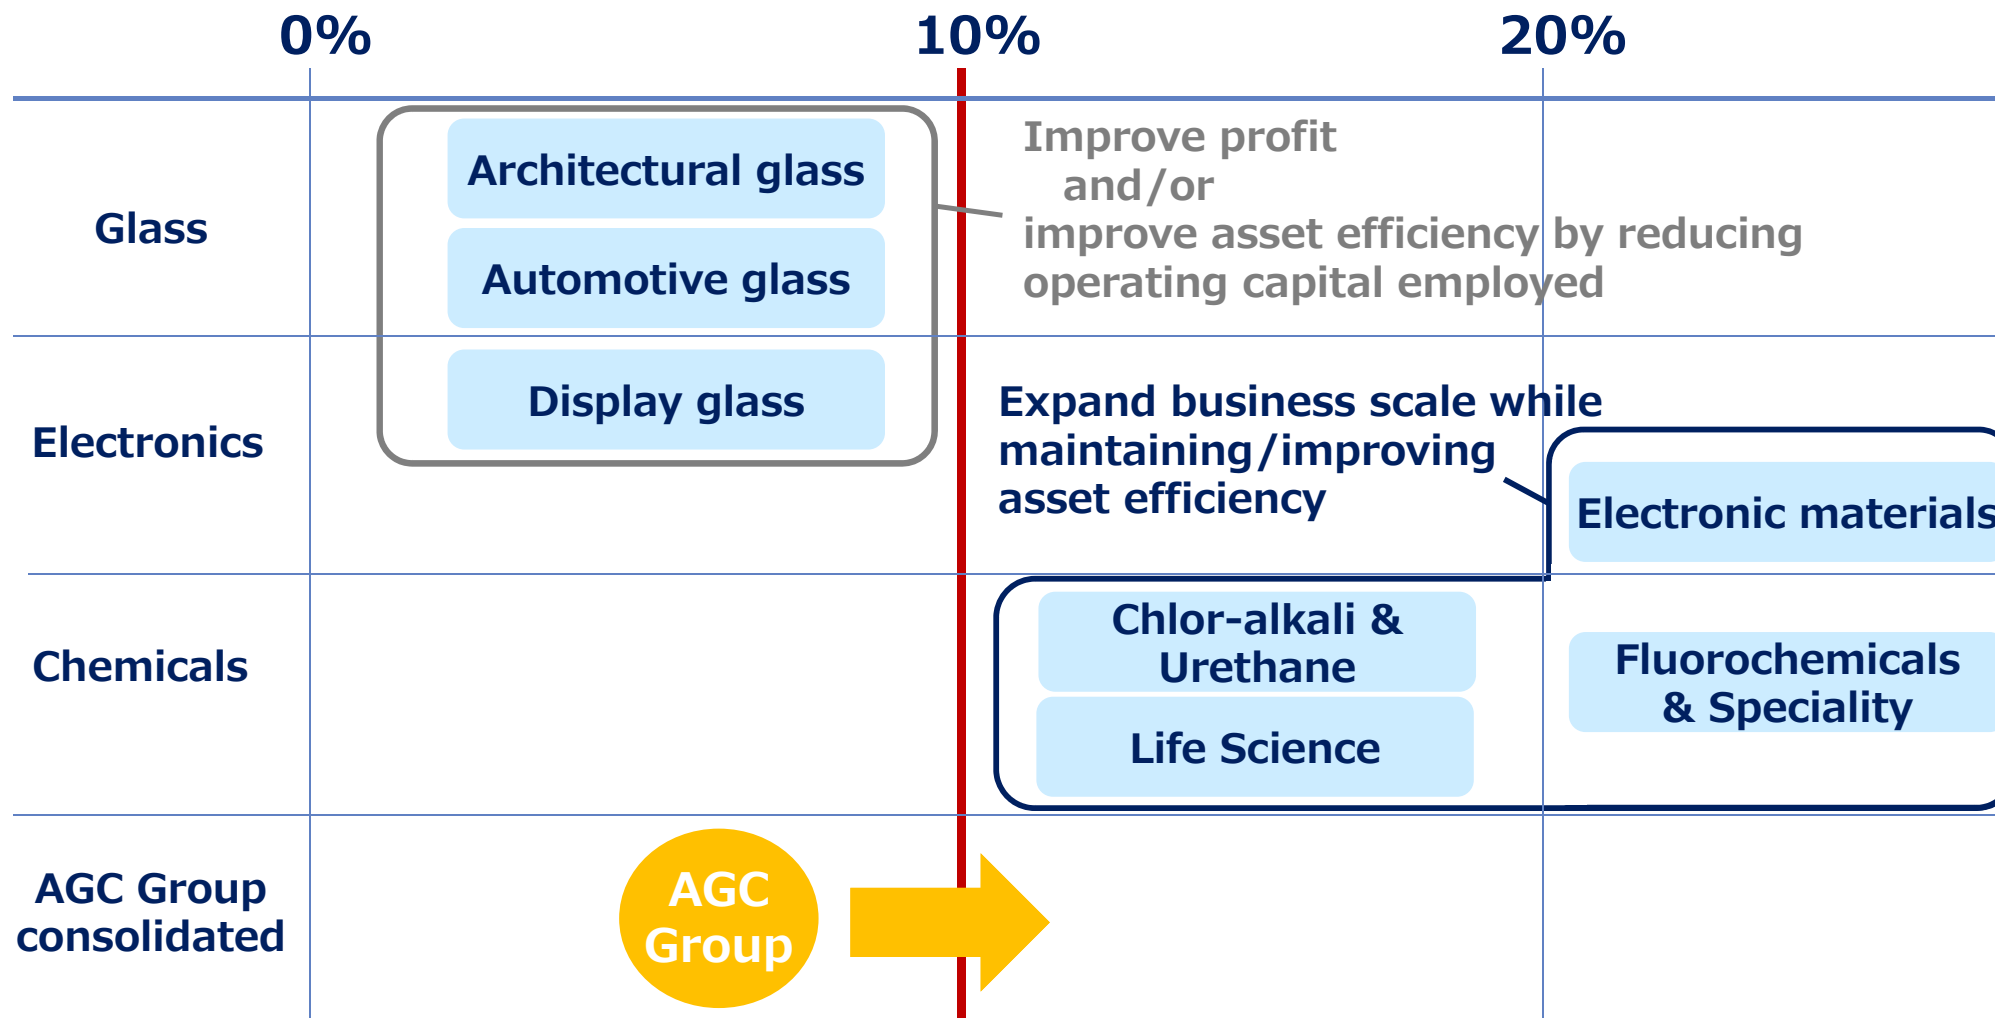 0%
10%
20%
Glass
Architectural glass
Automotive glass
Improve profit
and/or
improve asset efficiency by reducing
operating capital employed
Electronics
Display glass
Expand business scale while
maintaining/improving
asset efficiency
Electronic materials
Chemicals
Chlor-alkali &
Urethane
Life Science
Fluorochemicals
& Speciality
AGC Group
consolidated
AGC
Group